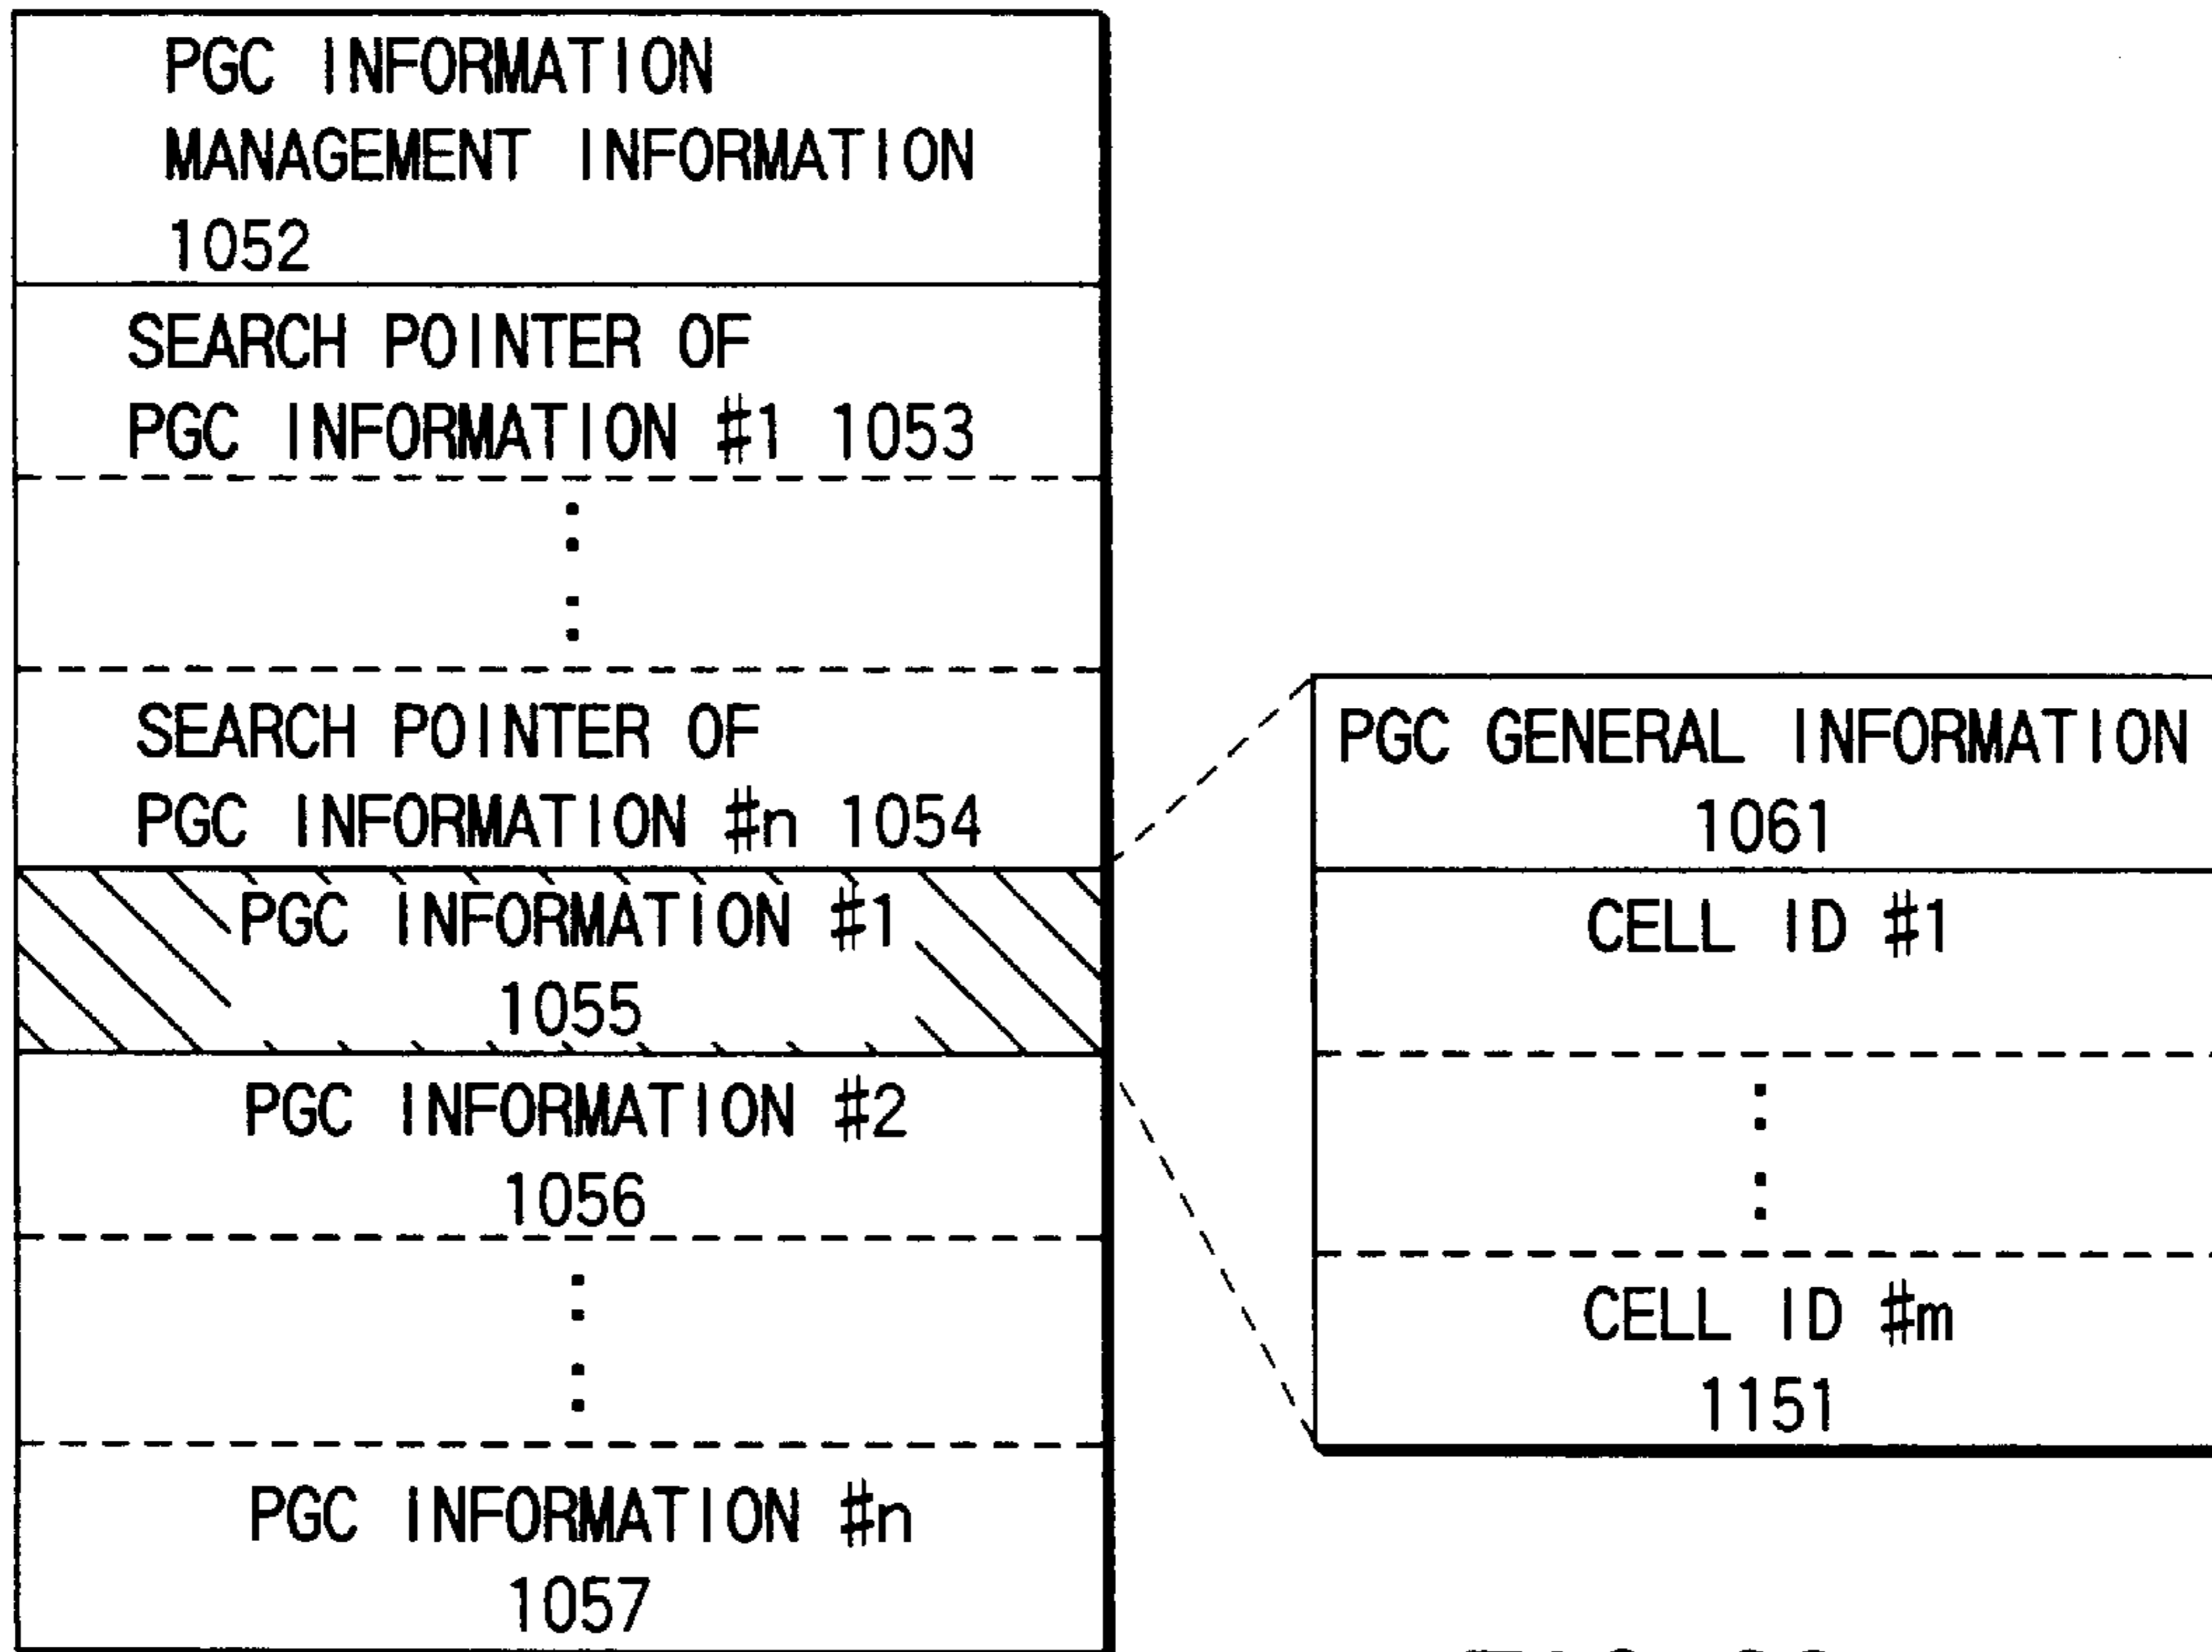 PGC INFORMATION
MANAGEMENT INFORMATION
1052
SEARCH POINTER OF
PGC INFORMATION #1 1053
SEARCH POINTER OF
PGC INFORMATION #n 1054
PGC INFORMATION #1
1055
PGC INFORMATION #2
1056
PGC INFORMATION #n
1057
PGC GENERAL INFORMATION
1061
CELL ID #1
CELL ID #m
1151